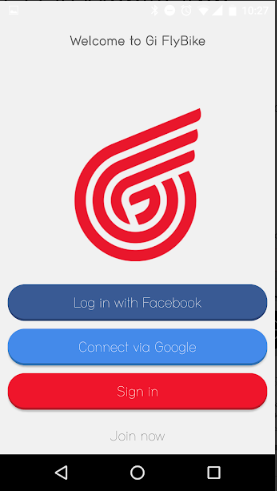 10:27
Welcome to Gi FlyBike
Log in with Facebook
Connect via Google
Sign in
Join now